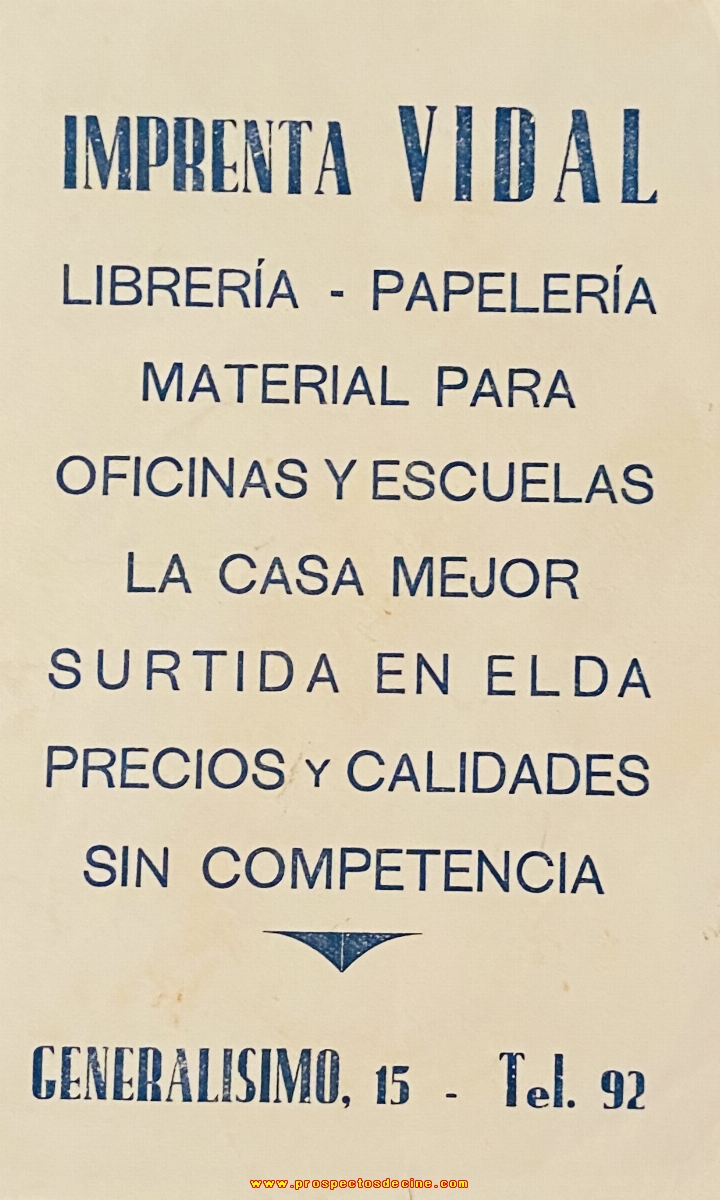 IMPRENTA VIDAL
LIBRERÍA - PAPELERÍA
MATERIAL PARA
OFICINAS Y ESCUELAS
LA CASA MEJOR
SURTIDA EN ELDA
PRECIOS Y CALIDADES
SIN COMPETENCIA
GENERALISIMO, 15 - Tel. 92
www.prospectosdecine.com